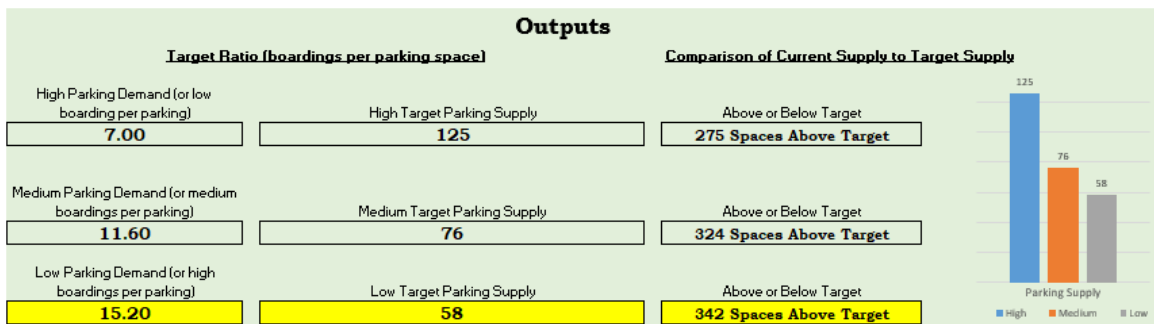 Outputs
Target Ratio (boardings per parking space)
Comparison of Current Supply to Target Supply
High Parking Demand (or low
boarding per parking)
High Target Parking Supply
Above or Below Target
7.00
125
275 Spaces Above Target
Medium Parking Demand (or medium
boardings per parking)
Medium Target Parking Supply
Above or Below Target
11.60
76
324 Spaces Above Target
Low Parking Demand (or high
boardings per parking)
Low Target Parking Supply
Above or Below Target
15.20
58
342 Spaces Above Target
125
76
58
Parking Supply
High Medium Low